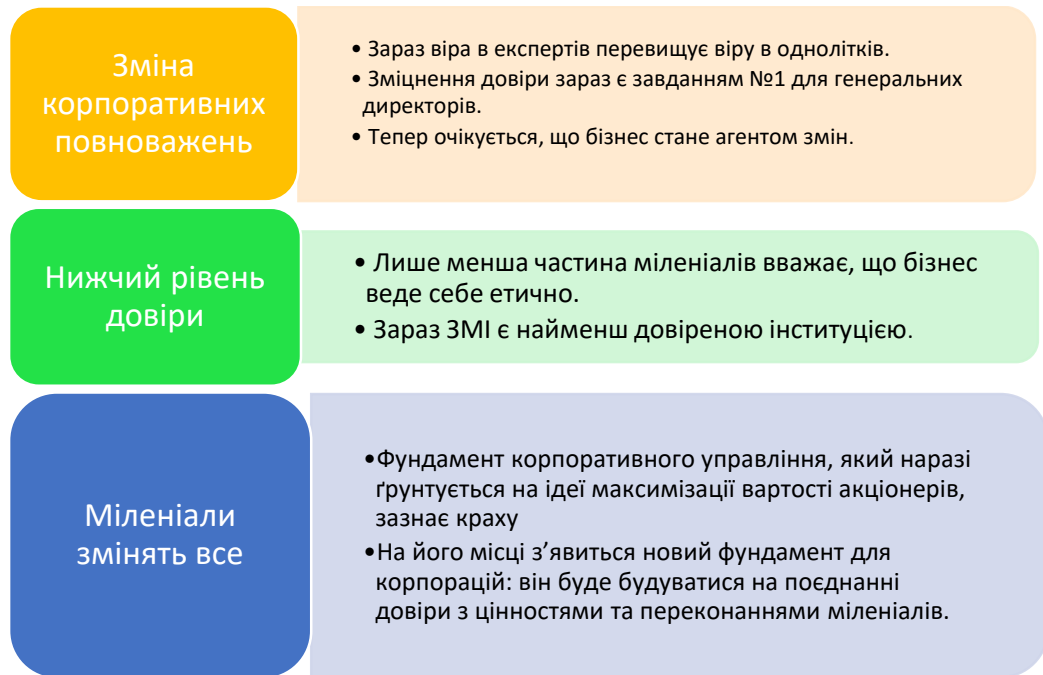 Зміна
корпоративних
повноважень
• Зараз віра в експертів перевищує віру в однолітків.
• Зміцнення довіри зараз є завданням №1 для генеральних
директорів.
• Тепер очікується, що бізнес стане агентом змін.
Нижчий рівень
довіри
• Лише менша частина міленіалів вважає, що бізнес
веде себе етично.
• Зараз ЗМІ є найменш довіреною інституцією.
Міленіали
змінять все
•Фундамент корпоративного управління, який наразі
ґрунтується на ідеї максимізації вартості акціонерів,
зазнає краху
•На його місці з’явиться новий фундамент для
корпорацій: він буде будуватися на поєднанні
довіри з цінностями та переконаннями міленіалів.